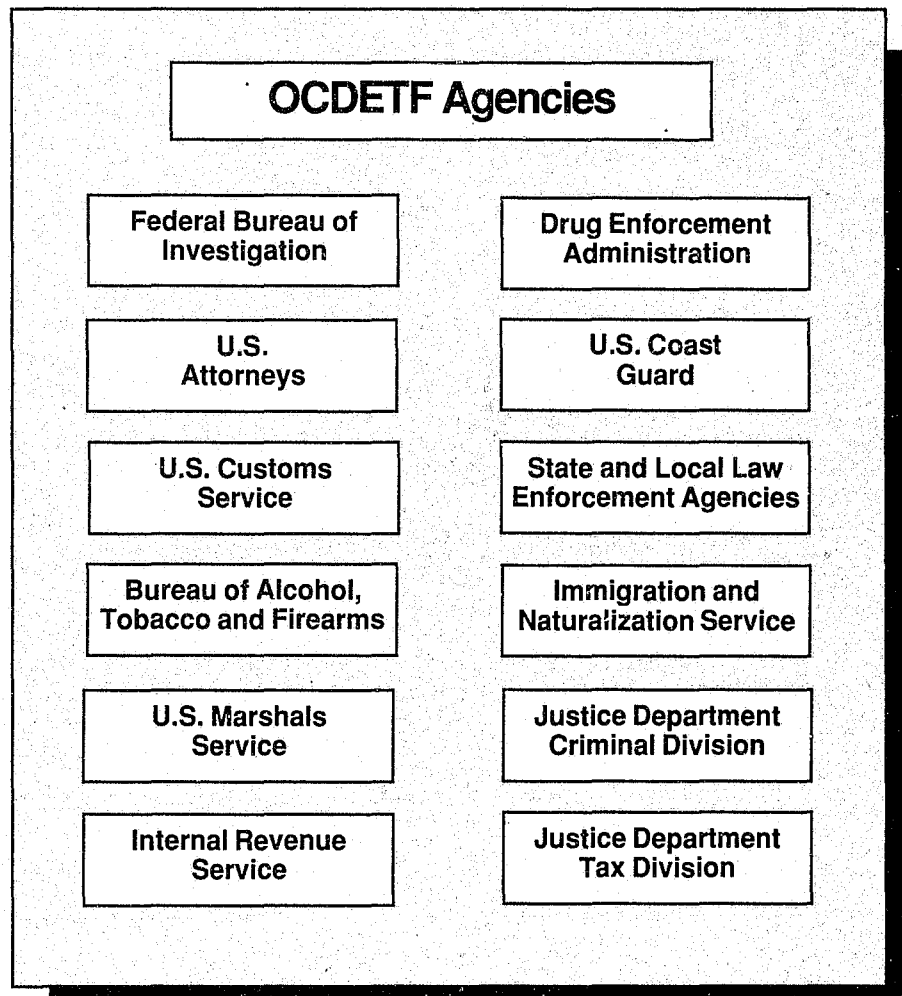 OCDETF Agencies
Federal Bureau of
Investigation
Drug Enforcement
Administration
U.S.
Attorneys
U.S. Coast
Guard
U.S. Customs
Service
State and Local Law
Enforcement Agencies
Bureau of Alcohol,
Tobacco and Firearms
Immigration and
Naturalization Service
U.S. Marshals
Service
Justice Department
Criminal Division
Internal Revenue
Service
Justice Department
Tax Division